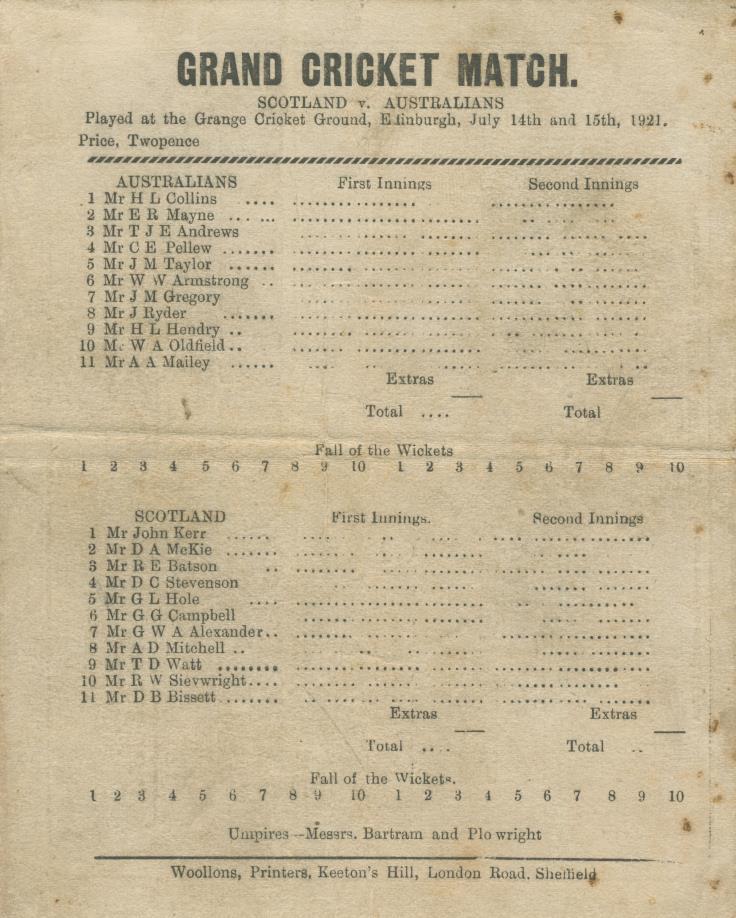 GRAND CRICKET MATCH.
SCOTLAND v. AUSTRALIANS
Played at the Grange Cricket Ground, Edinburgh, July 14th and 15th, 1921.
Price, Twopence
AUSTRALIANS First Innings Second Innings
1 Mr H L Collins .... ......... ........
2 Mr E R Mayne ... ...
3 Mr T J E Andrews
4 Mr C E Pellew .......
5 Mr J M Taylor ......
6 Mr W W Armstrong ..
7 Mr J M Gregory
8 Mr J Ryder .......
9 Mr H L Hendry ..
10 Mr W A Oldfield ..
11 Mr A A Mailey ......
Extras Extras
Total .... Total
Fall of the Wickets
1 2 3 4 5 6 7 8 9 10 1 2 3 4 5 6 7 8 9 10
SCOTLAND First Innings. Second Innings
1 Mr John Kerr ......
2 Mr D A McKie .......
3 Mr R E Batson ..
4 Mr D C Stevenson
5 Mr G L Hole ....
6 Mr G G Campbell
7 Mr G W A Alexander..
8 Mr A D Mitchell ..
9 Mr T D Watt ........
10 Mr R W Sievwright....
11 Mr D B Bissett ......
Extras Extras
Total .... Total ..
Fall of the Wickets.
1 2 3 4 5 6 7 8 9 10 1 2 3 4 5 6 7 8 9 10
Umpires—Messrs. Bartram and Plowright
Woollons, Printers, Keeton's Hill, London Road, Sheffield